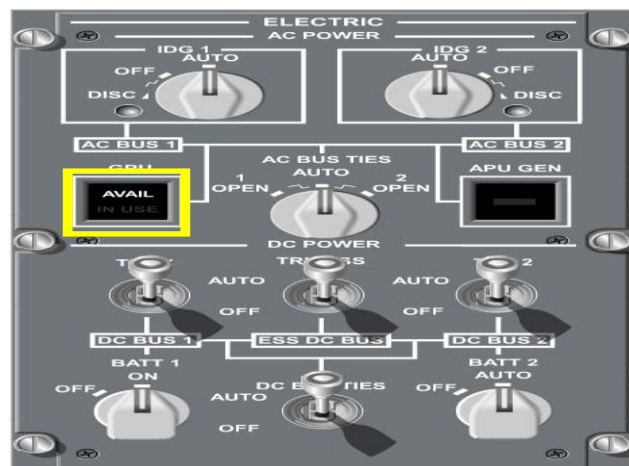 ELECTRIC
AC POWER
IDG 1
IDG 2
AUTO
AUTO
OFF
OFF
DISC
DISC
AC BUS 1
AC BUS 2
GPU
AC BUS TIES
APU GEN
AUTO
1
2
OPEN
OPEN
AVAIL
IN USE
DC POWER
AUTO
AUTO
OFF
OFF
DC BUS 1
ESS DC BUS
DC BUS 2
BATT 1
BATT 2
ON
AUTO
OFF
OFF
DC
TIES
AUTO
OFF